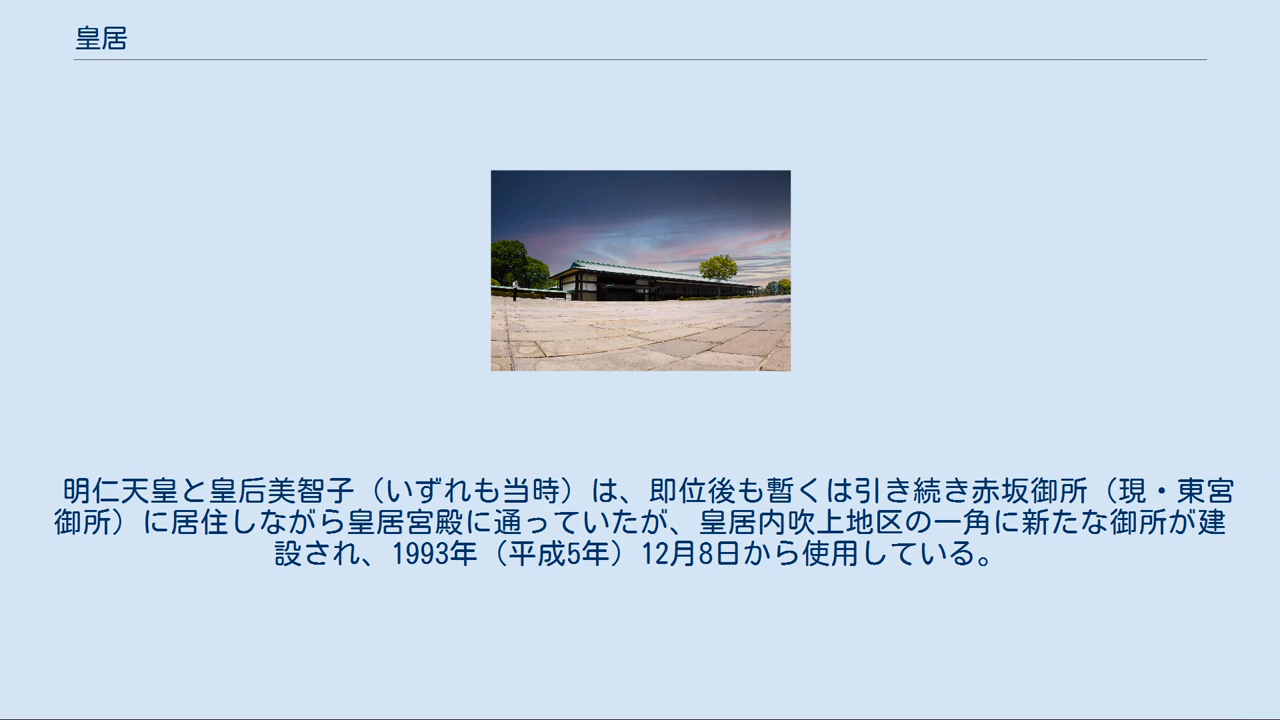 皇居
明仁天皇と皇后美智子（いずれも当時）は、即位後も暫くは引き続き赤坂御所（現・東宮
御所）に居住しながら皇居宮殿に通っていたが、皇居内吹上地区の一角に新たな御所が建
設され、1993年（平成5年）12月8日から使用している。